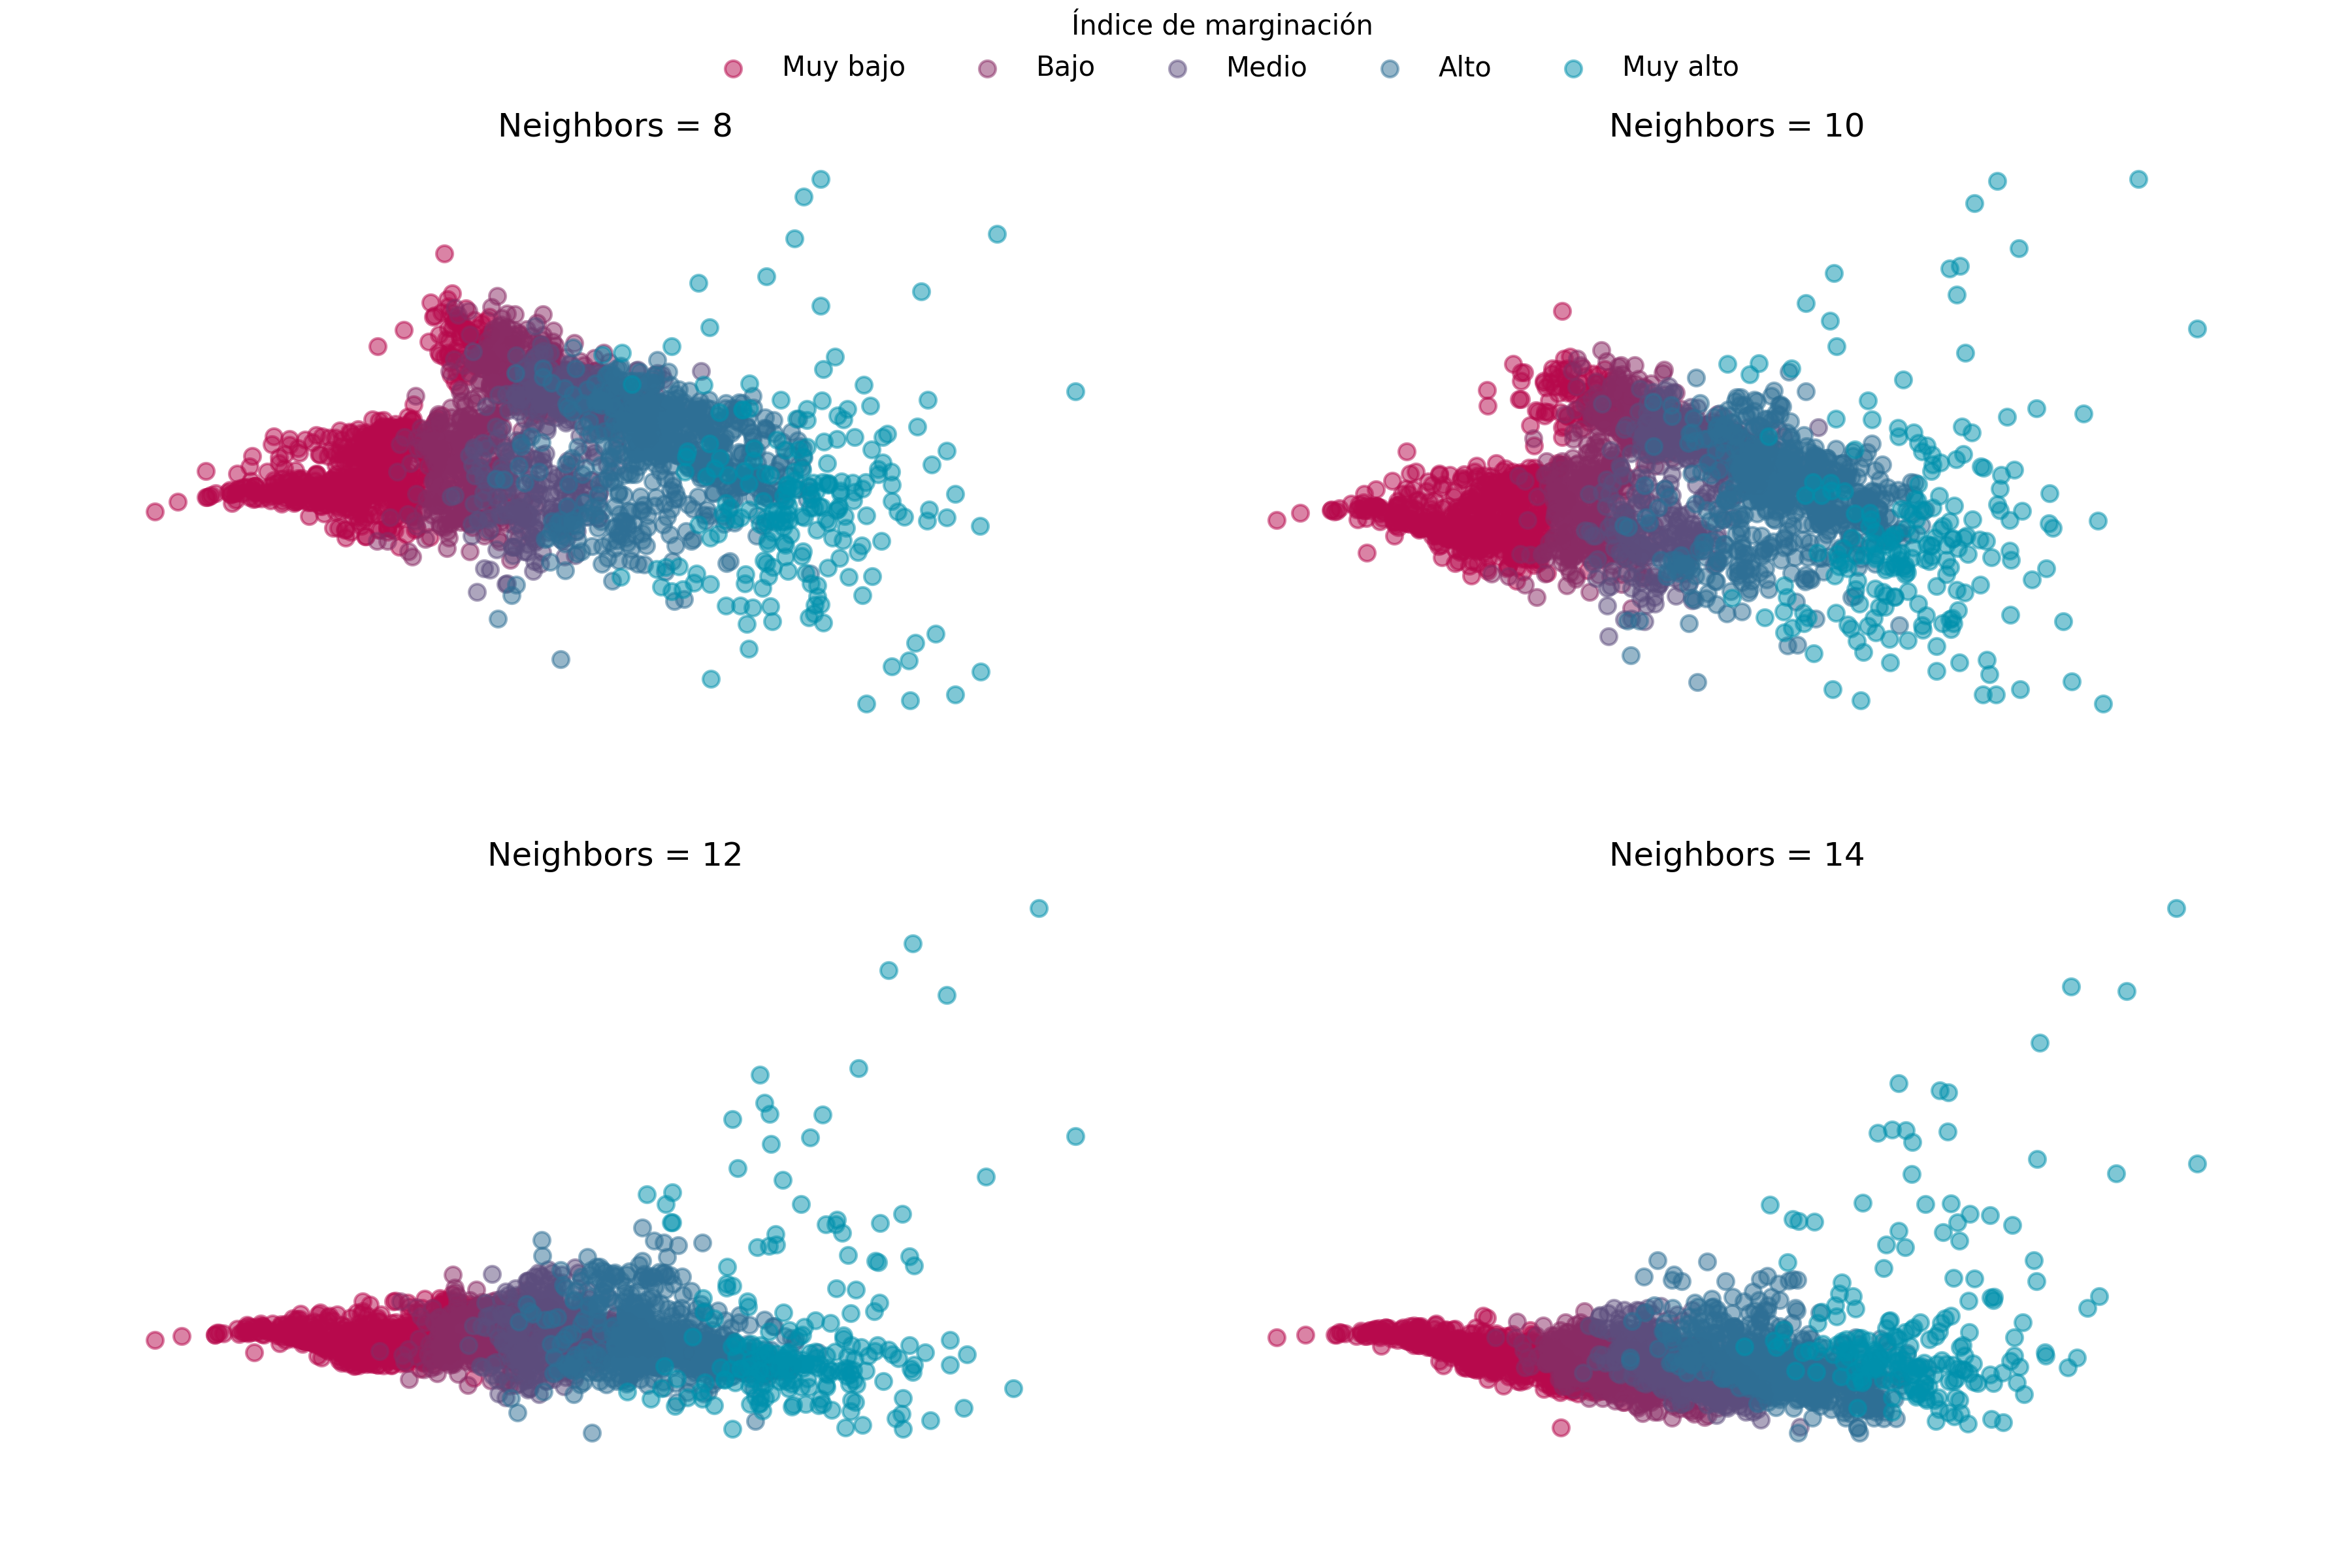 Índice de marginación
Muy bajo Bajo Medio Alto Muy alto
Neighbors = 8
Neighbors = 10
Neighbors = 12
Neighbors = 14